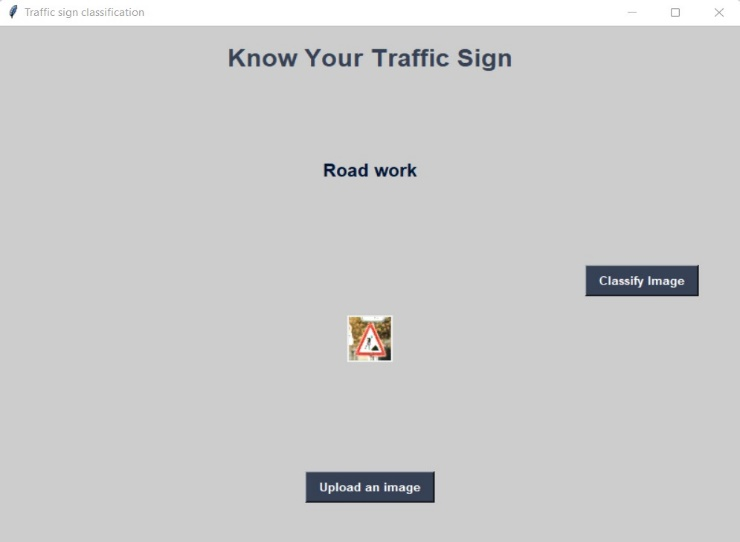 Traffic sign classification
Know Your Traffic Sign
Road work
Classify Image
Upload an image